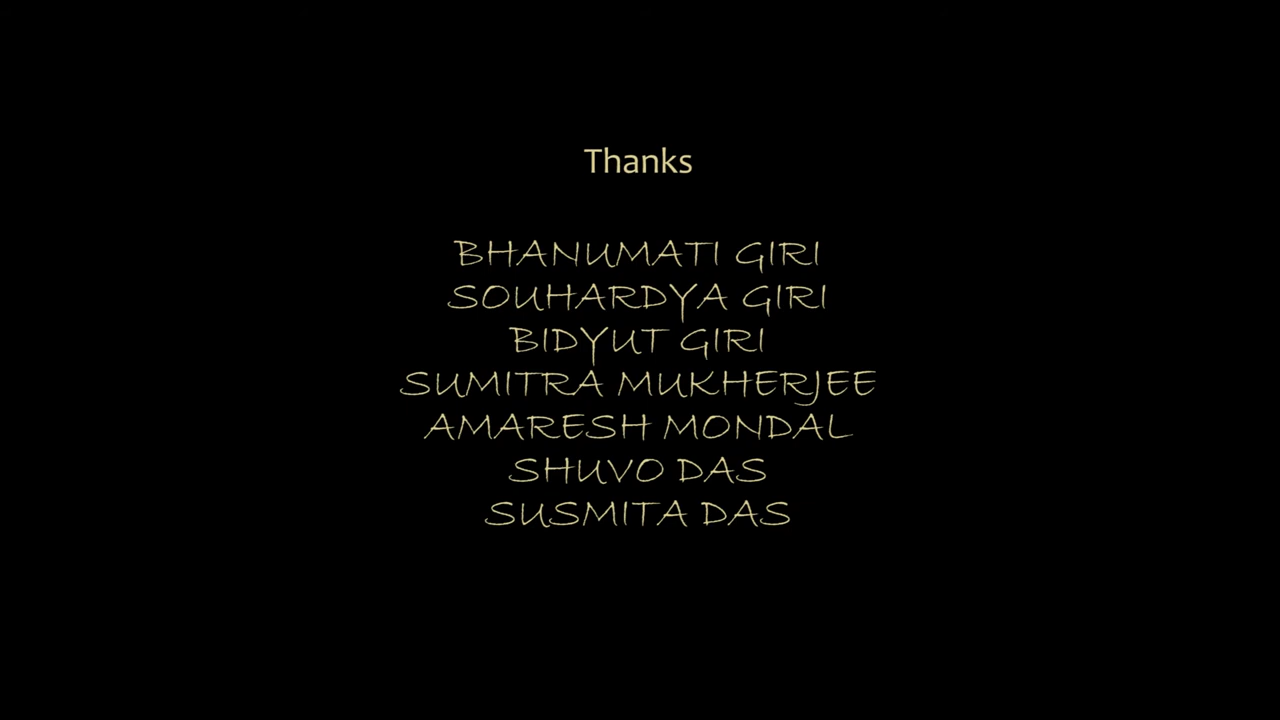 Thanks
BHANUMATI GIRI
SOUHARDYA GIRI
BIDYUT GIRI
SUMITRA MUKHERJEE
AMARESH MONDAL
SHUVO DAS
SUSMITA DAS